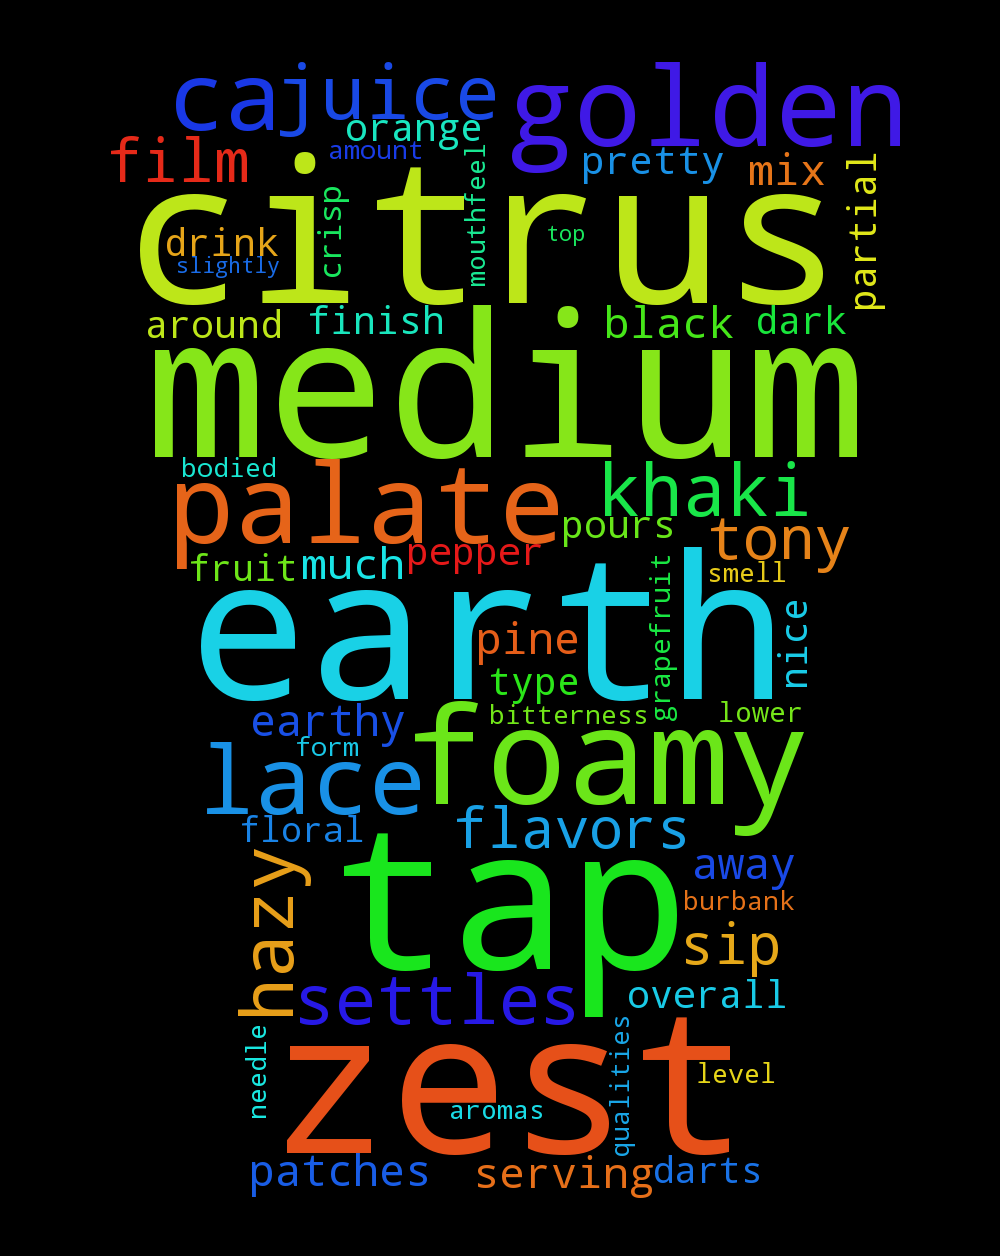 ca
juice
golden
orange
film
amount
pretty
mix
citrus
partial
crisp
mouthfeel
drink
slightly
top
around
finish
black
dark
medium
bodied
palate
khaki
pours
tony
fruit
much
pepper
smell
earth
grapefruit
nice
pine
type
earthy
bitterness
lower
form
foamy
lace
floral
flavors
hazy
tap
away
burbank
sip
settles
overall
needle
zest
qualities
level
aromas
patches
serving
darts